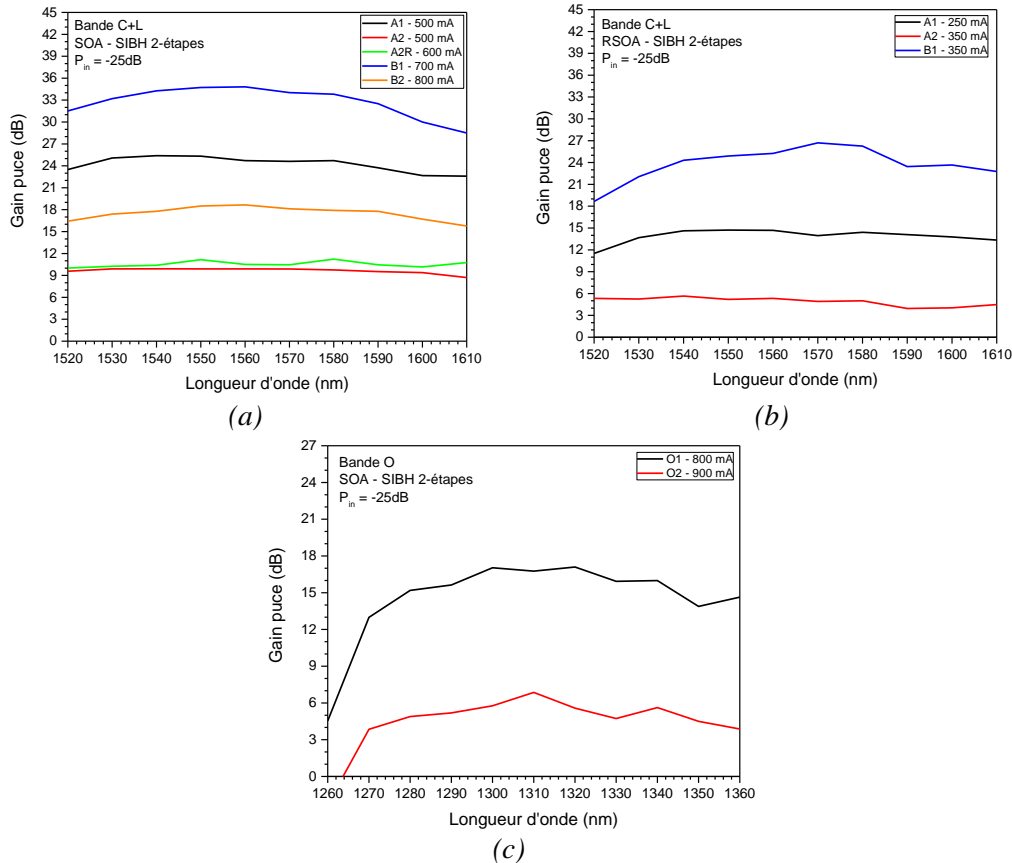 Bande C+L
SOA - SIBH 2-étapes
P_in = -25dB
A1 - 500 mA
A2 - 500 mA
A2R - 600 mA
B1 - 700 mA
B2 - 800 mA
45
42
39
36
33
30
27
24
21
18
15
12
9
6
3
0
Gain puce (dB)
1520 1530 1540 1550 1560 1570 1580 1590 1600 1610
Longueur d'onde (nm)
(a)
Bande C+L
RSOA - SIBH 2-étapes
P_in = -25dB
A1 - 250 mA
A2 - 350 mA
B1 - 350 mA
45
42
39
36
33
30
27
24
21
18
15
12
9
6
3
0
Gain puce (dB)
1520 1530 1540 1550 1560 1570 1580 1590 1600 1610
Longueur d'onde (nm)
(b)
Bande O
SOA - SIBH 2-étapes
P_in = -25dB
O1 - 800 mA
O2 - 900 mA
27
24
21
18
15
12
9
6
3
0
Gain puce (dB)
1260 1270 1280 1290 1300 1310 1320 1330 1340 1350 1360
Longueur d'onde (nm)
(c)